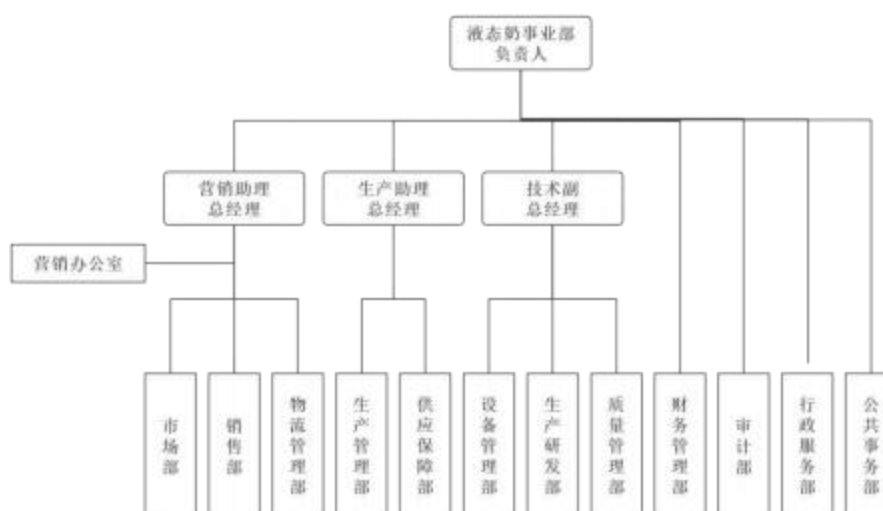 液态奶事业部
负责人
营销助理
总经理
生产助理
总经理
技术副
总经理
营销办公室
市场部
销售部
物流管理部
生产管理部
供应保障部
设备管理部
生产研发部
质量管理部
财务管理部
审计部
行政服务部
公共事务部